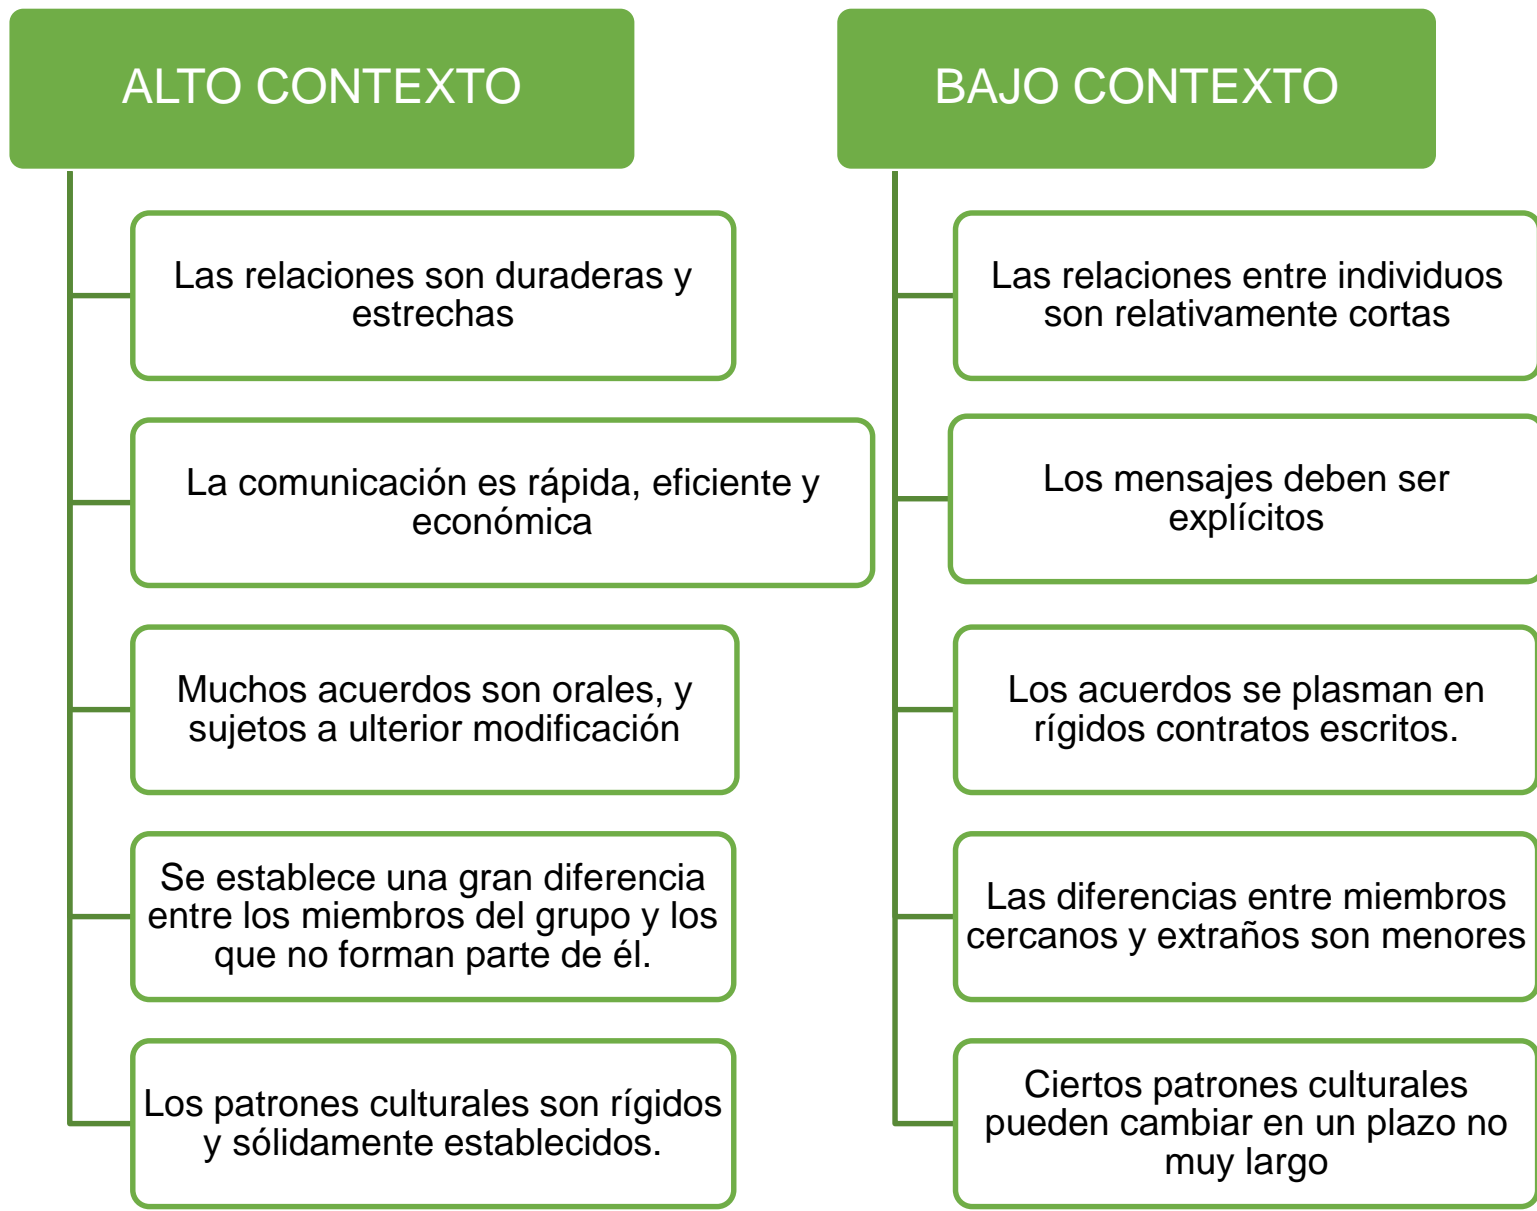 ALTO CONTEXTO
Las relaciones son duraderas y
estrechas
La comunicación es rápida, eficiente y
económica
Muchos acuerdos son orales, y
sujetos a ulterior modificación
Se establece una gran diferencia
entre los miembros del grupo y los
que no forman parte de él.
Los patrones culturales son rígidos
y sólidamente establecidos.
BAJO CONTEXTO
Las relaciones entre individuos
son relativamente cortas
Los mensajes deben ser
explícitos
Los acuerdos se plasman en
rígidos contratos escritos.
Las diferencias entre miembros
cercanos y extraños son menores
Ciertos patrones culturales
pueden cambiar en un plazo no
muy largo